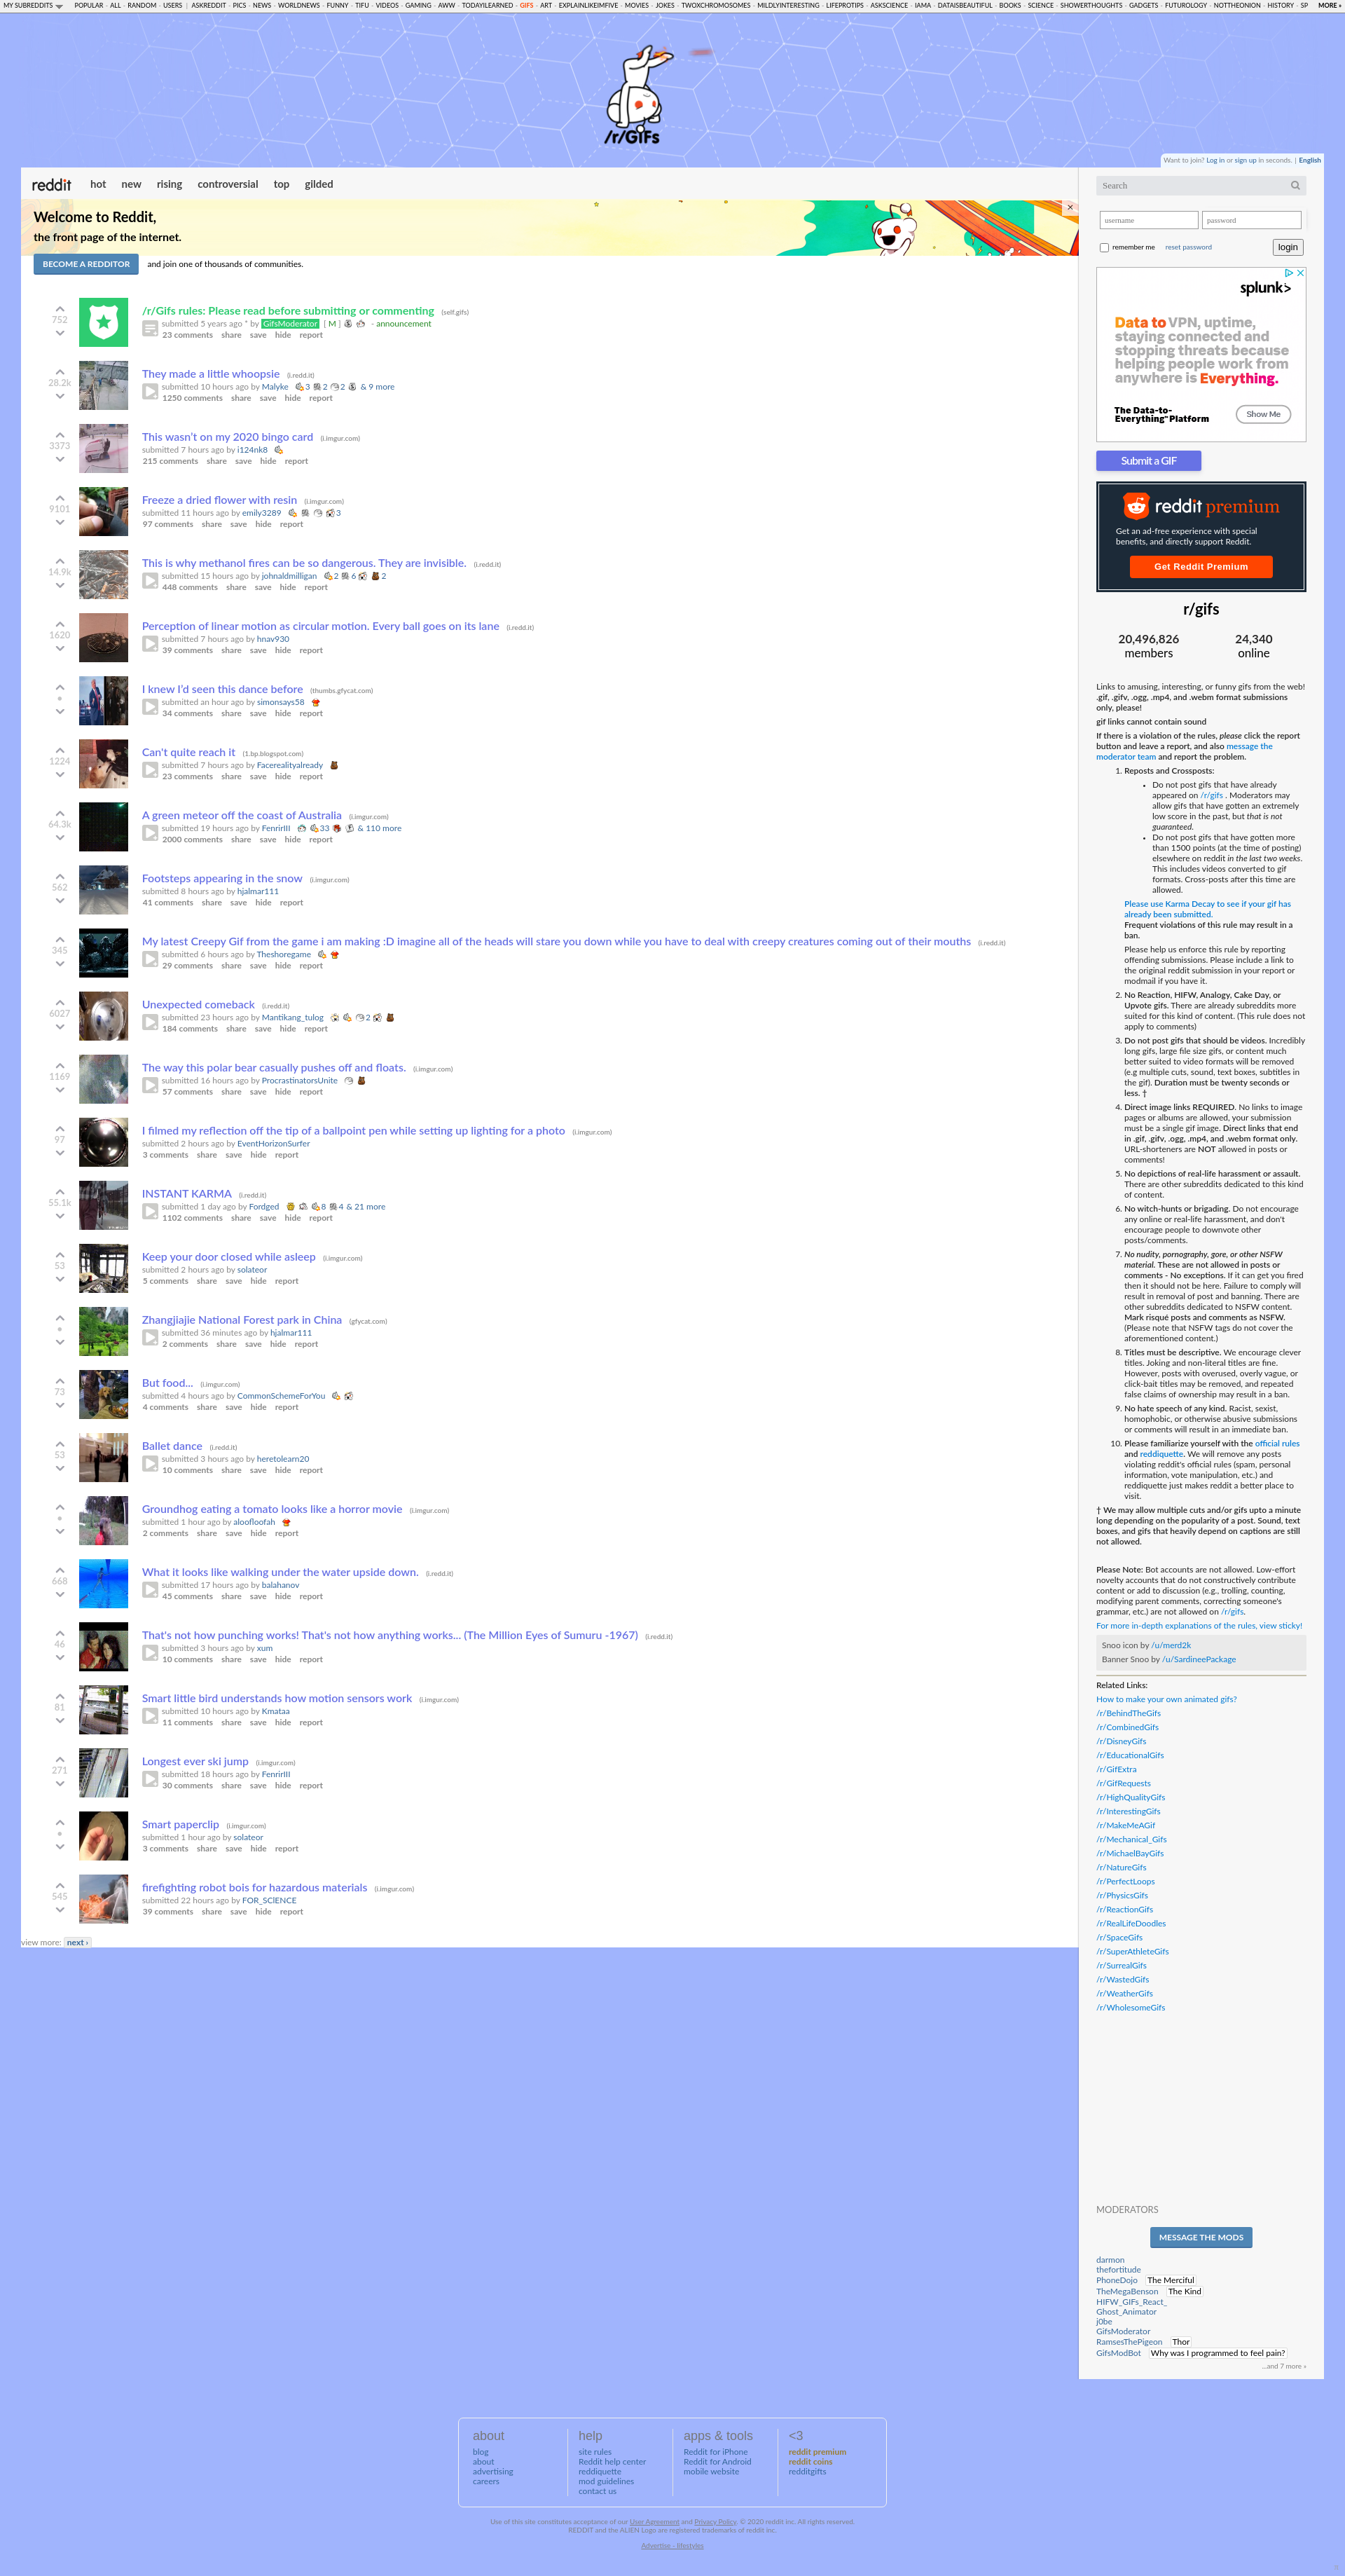 MY SUBREDDITS POPULAR - ALL - RANDOM - USERS | ASKREDDIT - PICS - NEWS - WORLDNEWS - FUNNY - TIFU - VIDEOS - GAMING - AWW - TODAYILEARNED - GIFS - ART - EXPLAINLIKEIMFIVE - MOVIES - JOKES - TWOXCHROMOSOMES - MILDLYINTERESTING - LIFEPROTIPS - ASKSCIENCE - IAMA - DATAISBEAUTIFUL - BOOKS - SCIENCE - SHOWERTHOUGHTS - GADGETS - FUTUROLOGY - NOTTHEONION - HISTORY - SP MORE »
/r/GIFs
Want to join? Log in or sign up in seconds. | English
reddit hot new rising controversial top gilded
Welcome to Reddit,
the front page of the internet.
×
BECOME A REDDITOR and join one of thousands of communities.
752
/r/Gifs rules: Please read before submitting or commenting (self.gifs)
submitted 5 years ago * by GifsModerator [ M ] - announcement
23 comments share save hide report
28.2k
They made a little whoopsie (i.redd.it)
submitted 10 hours ago by Malyke 3 2 2 & 9 more
1250 comments share save hide report
3373
This wasn't on my 2020 bingo card (i.imgur.com)
submitted 7 hours ago by i124nk8
215 comments share save hide report
9101
Freeze a dried flower with resin (i.imgur.com)
submitted 11 hours ago by emily3289 3
97 comments share save hide report
14.9k
This is why methanol fires can be so dangerous. They are invisible. (i.redd.it)
submitted 15 hours ago by johnaldmilligan 2 6 2
448 comments share save hide report
1620
Perception of linear motion as circular motion. Every ball goes on its lane (i.redd.it)
submitted 7 hours ago by hnav930
39 comments share save hide report
•
I knew I'd seen this dance before (thumbs.gfycat.com)
submitted an hour ago by simonsays58
34 comments share save hide report
1224
Can't quite reach it (1.bp.blogspot.com)
submitted 7 hours ago by Facerealityalready
23 comments share save hide report
64.3k
A green meteor off the coast of Australia (i.imgur.com)
submitted 19 hours ago by FenrirIII 33 & 110 more
2000 comments share save hide report
562
Footsteps appearing in the snow (i.imgur.com)
submitted 8 hours ago by hjalmar111
41 comments share save hide report
345
My latest Creepy Gif from the game i am making :D imagine all of the heads will stare you down while you have to deal with creepy creatures coming out of their mouths (i.redd.it)
submitted 6 hours ago by Theshoregame
29 comments share save hide report
6027
Unexpected comeback (i.redd.it)
submitted 23 hours ago by Mantikang_tulog 2
184 comments share save hide report
1169
The way this polar bear casually pushes off and floats. (i.imgur.com)
submitted 16 hours ago by ProcrastinatorsUnite
57 comments share save hide report
97
I filmed my reflection off the tip of a ballpoint pen while setting up lighting for a photo (i.imgur.com)
submitted 2 hours ago by EventHorizonSurfer
3 comments share save hide report
55.1k
INSTANT KARMA (i.redd.it)
submitted 1 day ago by Fordged 8 4 & 21 more
1102 comments share save hide report
53
Keep your door closed while asleep (i.imgur.com)
submitted 2 hours ago by solateor
5 comments share save hide report
•
Zhangjiajie National Forest park in China (gfycat.com)
submitted 36 minutes ago by hjalmar111
2 comments share save hide report
73
But food... (i.imgur.com)
submitted 4 hours ago by CommonSchemeForYou
4 comments share save hide report
53
Ballet dance (i.redd.it)
submitted 3 hours ago by heretolearn20
10 comments share save hide report
•
Groundhog eating a tomato looks like a horror movie (i.imgur.com)
submitted 1 hour ago by aloofloofah
2 comments share save hide report
668
What it looks like walking under the water upside down. (i.redd.it)
submitted 17 hours ago by balahanov
45 comments share save hide report
46
That's not how punching works! That's not how anything works... (The Million Eyes of Sumuru -1967) (i.redd.it)
submitted 3 hours ago by xum
10 comments share save hide report
81
Smart little bird understands how motion sensors work (i.imgur.com)
submitted 10 hours ago by Kmataa
11 comments share save hide report
271
Longest ever ski jump (i.imgur.com)
submitted 18 hours ago by FenrirIII
30 comments share save hide report
•
Smart paperclip (i.imgur.com)
submitted 1 hour ago by solateor
3 comments share save hide report
545
firefighting robot bois for hazardous materials (i.imgur.com)
submitted 22 hours ago by FOR_SClENCE
39 comments share save hide report
view more: next ›
Search
username password
remember me reset password login
splunk>
Data to VPN, uptime,
staying connected and
stopping threats because
helping people work from
anywhere is Everything.
The Data-to-
Everything™ Platform
Show Me
Submit a GIF
reddit premium
Get an ad-free experience with special
benefits, and directly support Reddit.
Get Reddit Premium
r/gifs
20,496,826 24,340
members online
Links to amusing, interesting, or funny gifs from the web!
.gif, .gifv, .ogg, .mp4, and .webm format submissions
only, please!
gif links cannot contain sound
If there is a violation of the rules, please click the report
button and leave a report, and also message the
moderator team and report the problem.
1. Reposts and Crossposts:
• Do not post gifs that have already
appeared on /r/gifs . Moderators may
allow gifs that have gotten an extremely
low score in the past, but that is not
guaranteed.
• Do not post gifs that have gotten more
than 1500 points (at the time of posting)
elsewhere on reddit in the last two weeks.
This includes videos converted to gif
formats. Cross-posts after this time are
allowed.
Please use Karma Decay to see if your gif has
already been submitted.
Frequent violations of this rule may result in a
ban.
Please help us enforce this rule by reporting
offending submissions. Please include a link to
the original reddit submission in your report or
modmail if you have it.
2. No Reaction, HIFW, Analogy, Cake Day, or
Upvote gifs. There are already subreddits more
suited for this kind of content. (This rule does not
apply to comments)
3. Do not post gifs that should be videos. Incredibly
long gifs, large file size gifs, or content much
better suited to video formats will be removed
(e.g multiple cuts, sound, text boxes, subtitles in
the gif). Duration must be twenty seconds or
less. †
4. Direct image links REQUIRED. No links to image
pages or albums are allowed, your submission
must be a single gif image. Direct links that end
in .gif, .gifv, .ogg, .mp4, and .webm format only.
URL-shorteners are NOT allowed in posts or
comments!
5. No depictions of real-life harassment or assault.
There are other subreddits dedicated to this kind
of content.
6. No witch-hunts or brigading. Do not encourage
any online or real-life harassment, and don't
encourage people to downvote other
posts/comments.
7. No nudity, pornography, gore, or other NSFW
material. These are not allowed in posts or
comments - No exceptions. If it can get you fired
then it should not be here. Failure to comply will
result in removal of post and banning. There are
other subreddits dedicated to NSFW content.
Mark risqué posts and comments as NSFW.
(Please note that NSFW tags do not cover the
aforementioned content.)
8. Titles must be descriptive. We encourage clever
titles. Joking and non-literal titles are fine.
However, posts with overused, overly vague, or
click-bait titles may be removed, and repeated
false claims of ownership may result in a ban.
9. No hate speech of any kind. Racist, sexist,
homophobic, or otherwise abusive submissions
or comments will result in an immediate ban.
10. Please familiarize yourself with the official rules
and reddiquette. We will remove any posts
violating reddit's official rules (spam, personal
information, vote manipulation, etc.) and
reddiquette just makes reddit a better place to
visit.
† We may allow multiple cuts and/or gifs upto a minute
long depending on the popularity of a post. Sound, text
boxes, and gifs that heavily depend on captions are still
not allowed.
Please Note: Bot accounts are not allowed. Low-effort
novelty accounts that do not constructively contribute
content or add to discussion (e.g., trolling, counting,
modifying parent comments, correcting someone's
grammar, etc.) are not allowed on /r/gifs.
For more in-depth explanations of the rules, view sticky!
Snoo icon by /u/merd2k
Banner Snoo by /u/SardineePackage
Related Links:
How to make your own animated gifs?
/r/BehindTheGifs
/r/CombinedGifs
/r/DisneyGifs
/r/EducationalGifs
/r/GifExtra
/r/GifRequests
/r/HighQualityGifs
/r/InterestingGifs
/r/MakeMeAGif
/r/Mechanical_Gifs
/r/MichaelBayGifs
/r/NatureGifs
/r/PerfectLoops
/r/PhysicsGifs
/r/ReactionGifs
/r/RealLifeDoodles
/r/SpaceGifs
/r/SuperAthleteGifs
/r/SurrealGifs
/r/WastedGifs
/r/WeatherGifs
/r/WholesomeGifs
MODERATORS
MESSAGE THE MODS
darmon
thefortitude
PhoneDojo The Merciful
TheMegaBenson The Kind
HIFW_GIFs_React_
Ghost_Animator
j0be
GifsModerator
RamsesThePigeon Thor
GifsModBot Why was I programmed to feel pain?
...and 7 more »
about help apps & tools <3
blog site rules Reddit for iPhone reddit premium
about Reddit help center Reddit for Android reddit coins
advertising reddiquette mobile website redditgifts
careers mod guidelines
contact us
Use of this site constitutes acceptance of our User Agreement and Privacy Policy. © 2020 reddit inc. All rights reserved.
REDDIT and the ALIEN Logo are registered trademarks of reddit inc.
Advertise - lifestyles